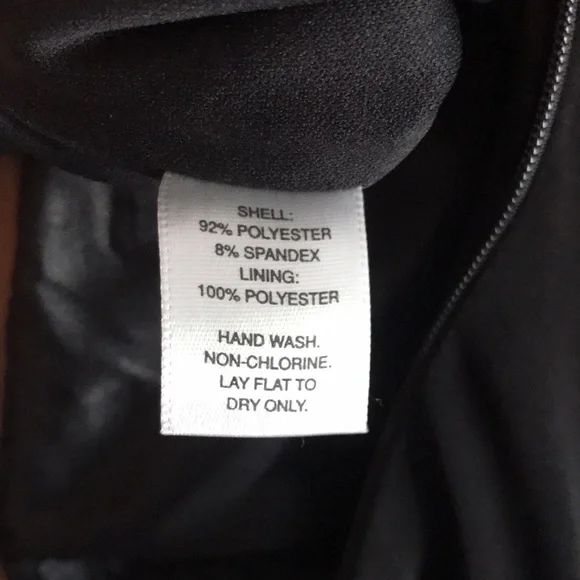 SHELL:
92% POLYESTER
8% SPANDEX
LINING:
100% POLYESTER
HAND WASH.
NON-CHLORINE.
LAY FLAT TO
DRY ONLY.